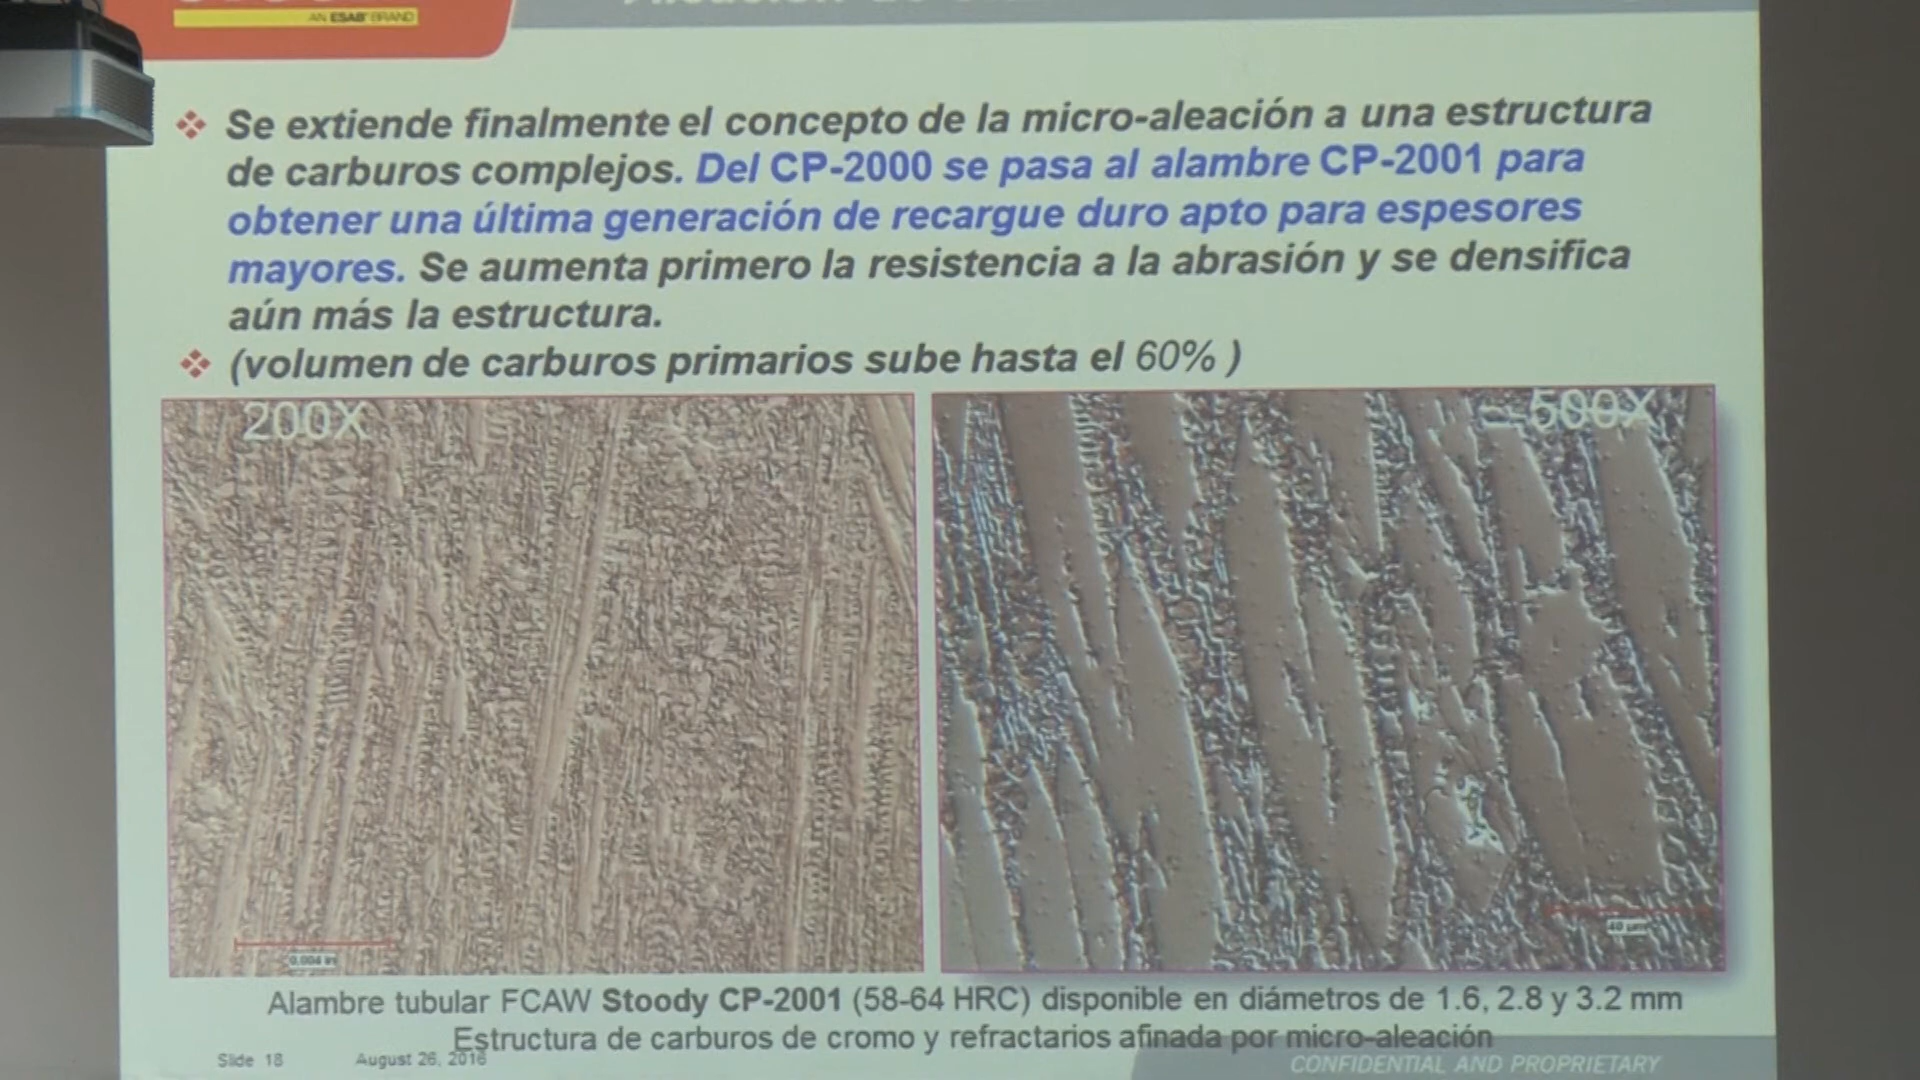 AN ESAB® BRAND
Se extiende finalmente el concepto de la micro-aleación a una estructura
de carburos complejos. Del CP-2000 se pasa al alambre CP-2001 para
obtener una última generación de recargue duro apto para espesores
mayores. Se aumenta primero la resistencia a la abrasión y se densifica
aún más la estructura.
(volumen de carburos primarios sube hasta el 60% )
200X
500X
0.004 in
40 µm
Alambre tubular FCAW Stoody CP-2001 (58-64 HRC) disponible en diámetros de 1.6, 2.8 y 3.2 mm
Estructura de carburos de cromo y refractarios afinada por micro-aleación
Slide 18
August 26, 2016
CONFIDENTIAL AND PROPRIETARY